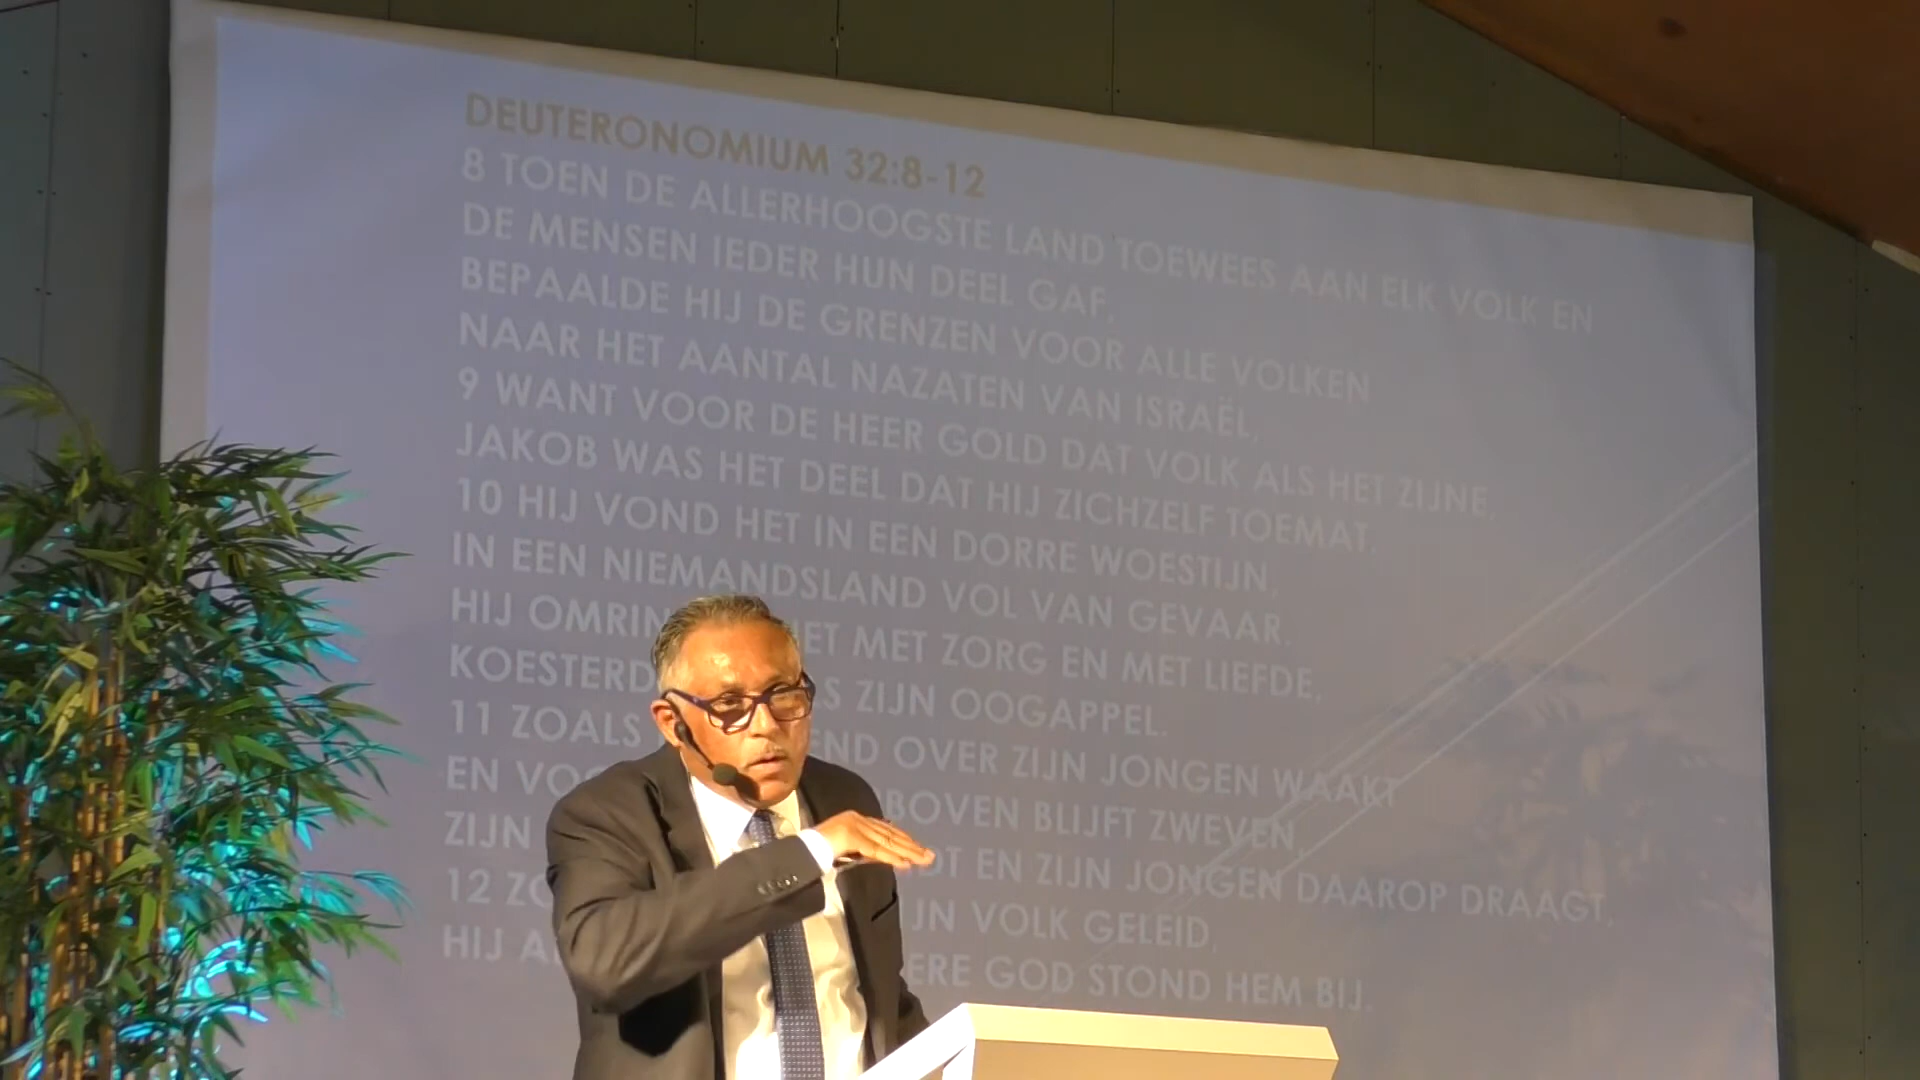 DEUTERONOMIUM 32:8-12
8 TOEN DE ALLERHOOGSTE LAND TOEWEES AAN ELK VOLK EN
DE MENSEN IEDER HUN DEEL GAF,
BEPAALDE HIJ DE GRENZEN VOOR ALLE VOLKEN
NAAR HET AANTAL NAZATEN VAN ISRAËL,
9 WANT VOOR DE HEER GOLD DAT VOLK ALS HET ZIJNE,
JAKOB WAS HET DEEL DAT HIJ ZICHZELF TOEMAT.
10 HIJ VOND HET IN EEN DORRE WOESTIJN,
IN EEN NIEMANDSLAND VOL VAN GEVAAR.
HIJ MET ZORG EN MET LIEFDE,
ZIJN OOGAPPEL.
11 ZOALS OVER ZIJN JONGEN WAAKT
EN BLIJFT ZWEVEN,
ZIJN EN ZIJN JONGEN DAAROP DRAAGT,
12 VOLK GELEID,
HIJ GOD STOND HEM BIJ.